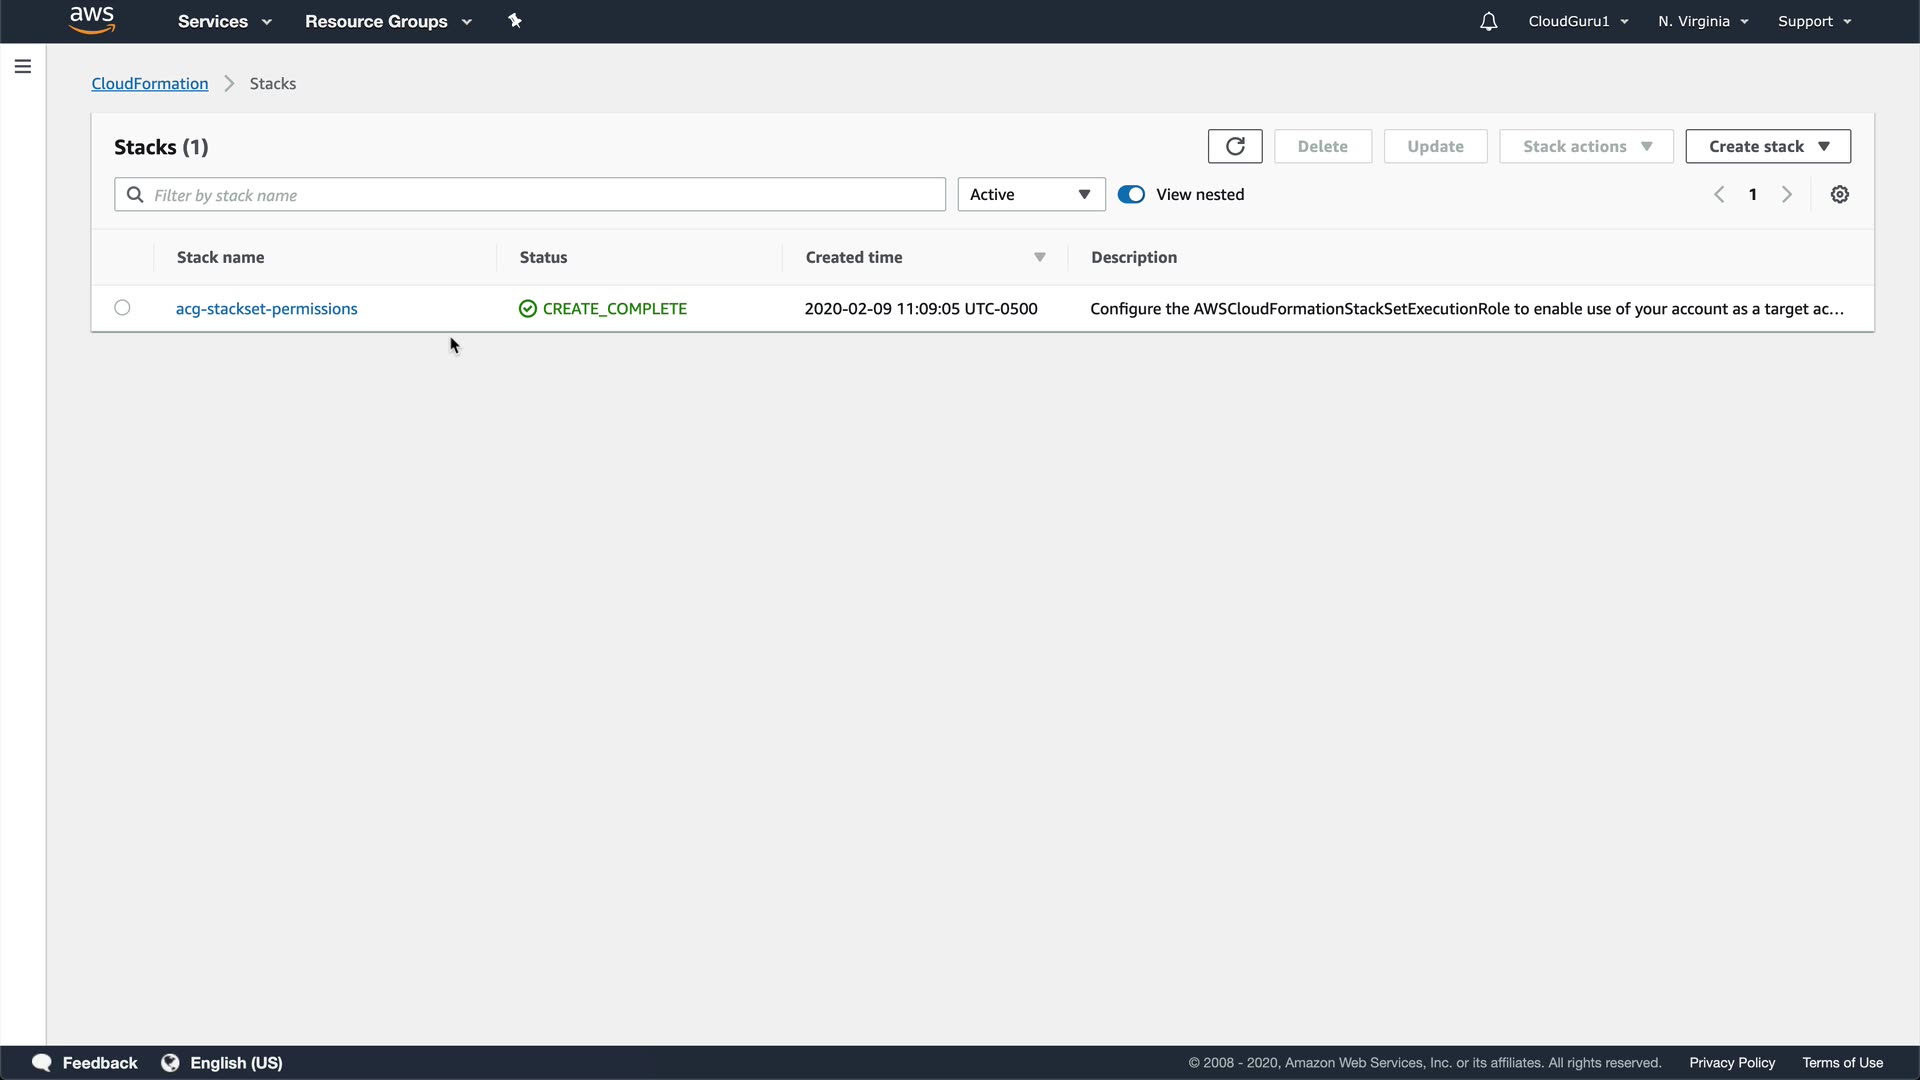 aws Services Resource Groups CloudGuru1 N. Virginia Support
CloudFormation Stacks
Stacks (1) Delete Update Stack actions Create stack
Filter by stack name Active View nested 1
Stack name Status Created time Description
acg-stackset-permissions CREATE_COMPLETE 2020-02-09 11:09:05 UTC-0500 Configure the AWSCloudFormationStackSetExecutionRole to enable use of your account as a target ac...
Feedback English (US) © 2008 - 2020, Amazon Web Services, Inc. or its affiliates. All rights reserved. Privacy Policy Terms of Use